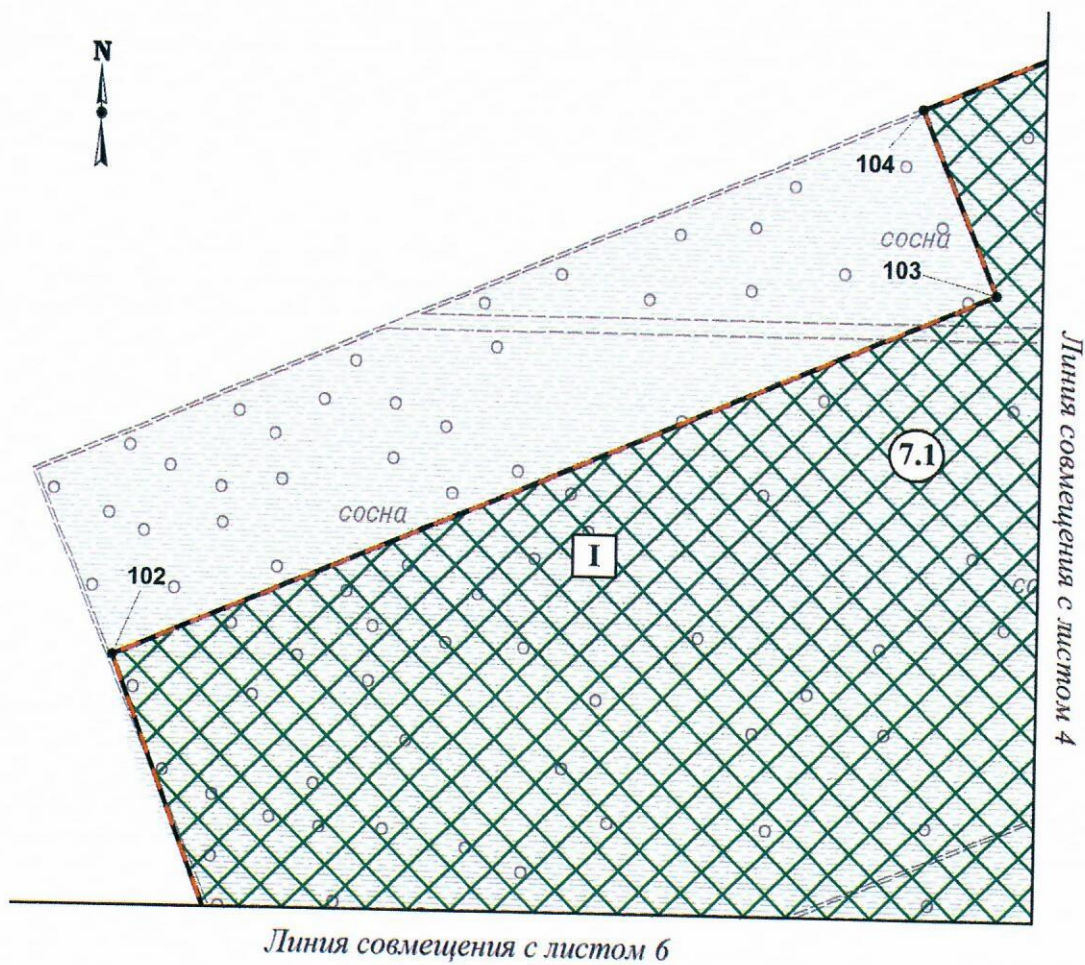 N
104
сосна
103
7.1
Линия совмещения с листом 4
сосна
I
102
Линия совмещения с листом 6